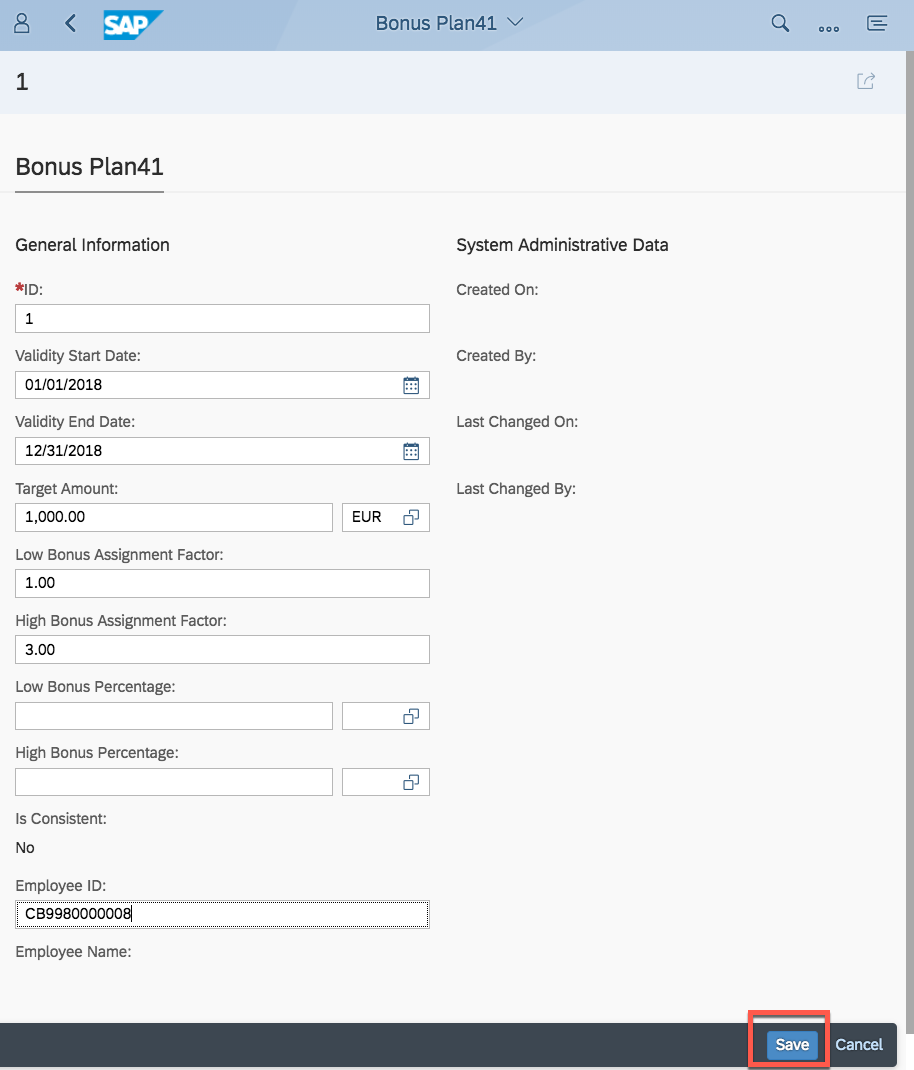 SAP
Bonus Plan41
1
Bonus Plan41
General Information
*ID:
1
Validity Start Date:
01/01/2018
Validity End Date:
12/31/2018
Target Amount:
1,000.00 EUR
Low Bonus Assignment Factor:
1.00
High Bonus Assignment Factor:
3.00
Low Bonus Percentage:
High Bonus Percentage:
Is Consistent:
No
Employee ID:
CB9980000008
Employee Name:
System Administrative Data
Created On:
Created By:
Last Changed On:
Last Changed By:
Save Cancel